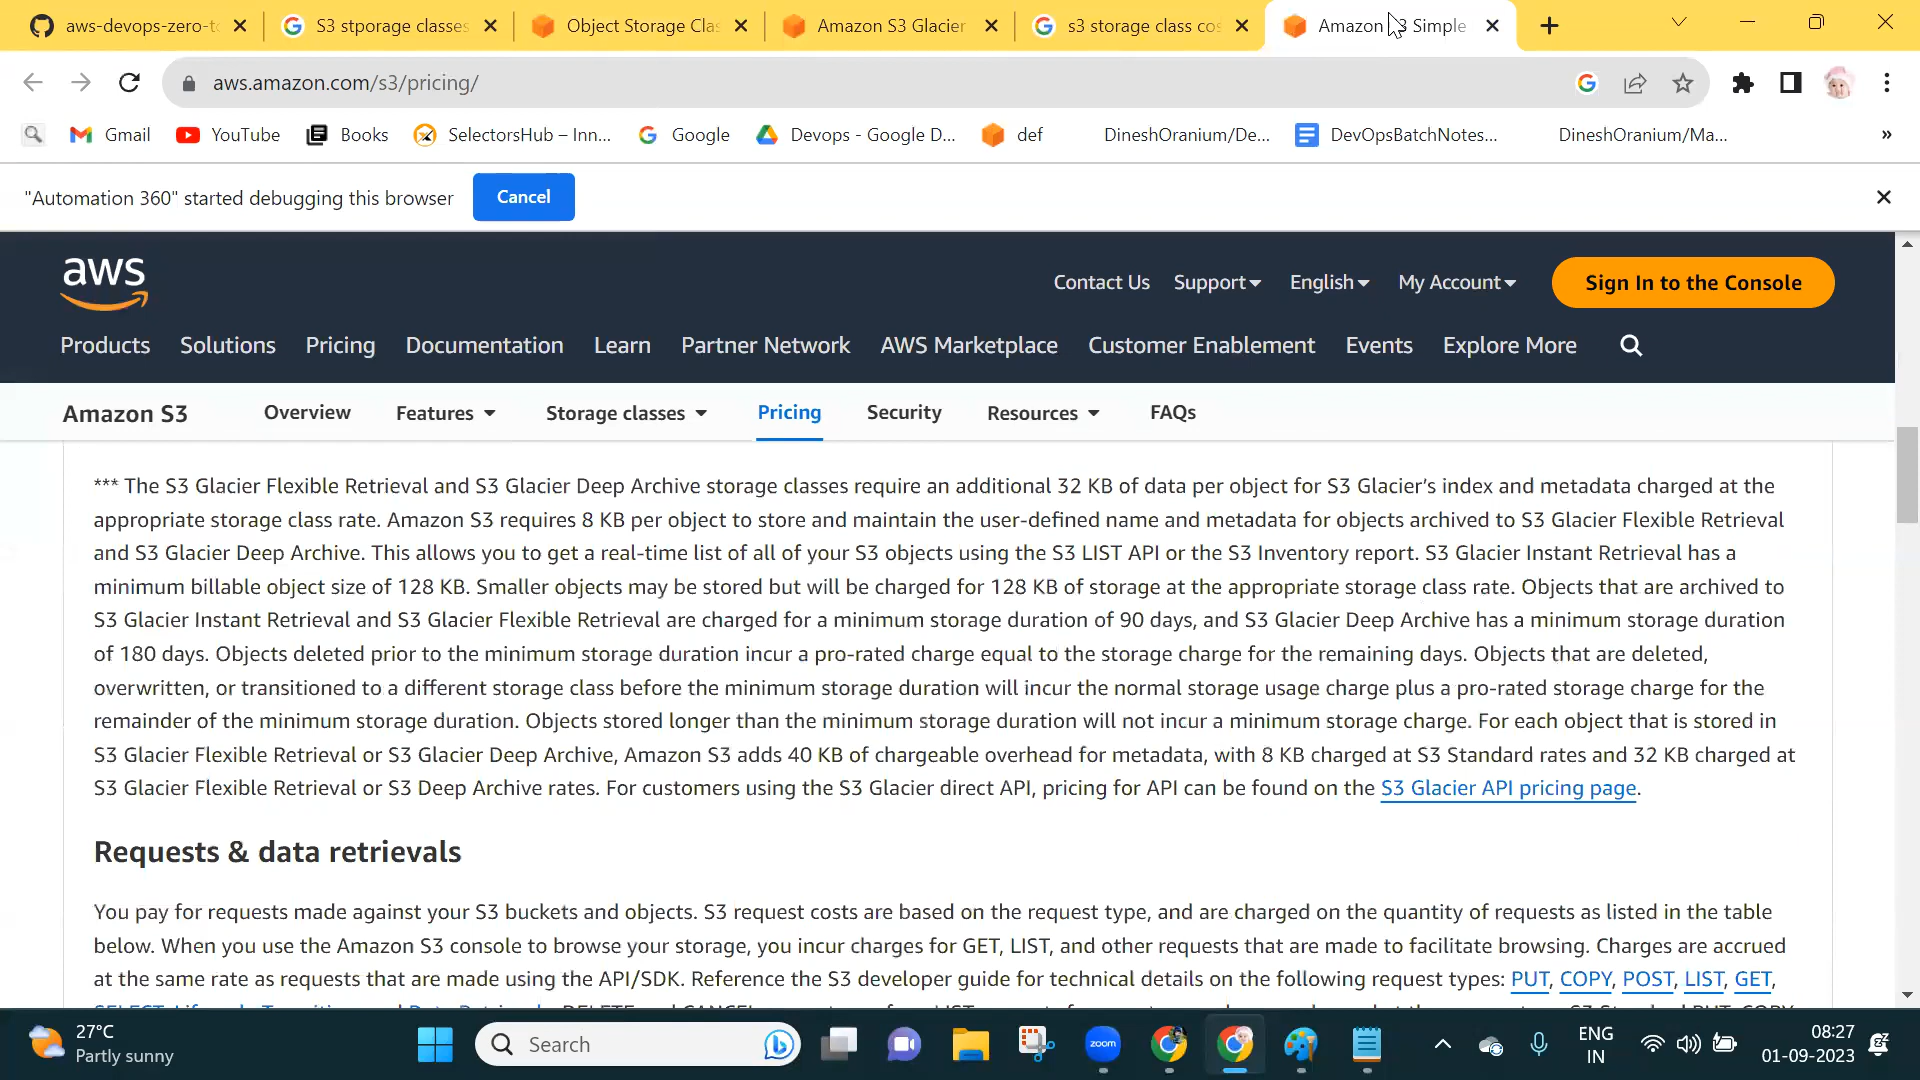 aws-devops-zero-to
S3 stporage classes
Object Storage Clas
Amazon S3 Glacier
s3 storage class cos
Amazon S3 Simple
aws.amazon.com/s3/pricing/
Gmail
YouTube
Books
SelectorsHub – Inn...
Google
Devops - Google D...
def
DineshOranium/De...
DevOpsBatchNotes...
DineshOranium/Ma...
»
"Automation 360" started debugging this browser
Cancel
aws
Contact Us
Support
English
My Account
Sign In to the Console
Products
Solutions
Pricing
Documentation
Learn
Partner Network
AWS Marketplace
Customer Enablement
Events
Explore More
Amazon S3
Overview
Features
Storage classes
Pricing
Security
Resources
FAQs
*** The S3 Glacier Flexible Retrieval and S3 Glacier Deep Archive storage classes require an additional 32 KB of data per object for S3 Glacier’s index and metadata charged at the
appropriate storage class rate. Amazon S3 requires 8 KB per object to store and maintain the user-defined name and metadata for objects archived to S3 Glacier Flexible Retrieval
and S3 Glacier Deep Archive. This allows you to get a real-time list of all of your S3 objects using the S3 LIST API or the S3 Inventory report. S3 Glacier Instant Retrieval has a
minimum billable object size of 128 KB. Smaller objects may be stored but will be charged for 128 KB of storage at the appropriate storage class rate. Objects that are archived to
S3 Glacier Instant Retrieval and S3 Glacier Flexible Retrieval are charged for a minimum storage duration of 90 days, and S3 Glacier Deep Archive has a minimum storage duration
of 180 days. Objects deleted prior to the minimum storage duration incur a pro-rated charge equal to the storage charge for the remaining days. Objects that are deleted,
overwritten, or transitioned to a different storage class before the minimum storage duration will incur the normal storage usage charge plus a pro-rated storage charge for the
remainder of the minimum storage duration. Objects stored longer than the minimum storage duration will not incur a minimum storage charge. For each object that is stored in
S3 Glacier Flexible Retrieval or S3 Glacier Deep Archive, Amazon S3 adds 40 KB of chargeable overhead for metadata, with 8 KB charged at S3 Standard rates and 32 KB charged at
S3 Glacier Flexible Retrieval or S3 Deep Archive rates. For customers using the S3 Glacier direct API, pricing for API can be found on the S3 Glacier API pricing page.
Requests & data retrievals
You pay for requests made against your S3 buckets and objects. S3 request costs are based on the request type, and are charged on the quantity of requests as listed in the table
below. When you use the Amazon S3 console to browse your storage, you incur charges for GET, LIST, and other requests that are made to facilitate browsing. Charges are accrued
at the same rate as requests that are made using the API/SDK. Reference the S3 developer guide for technical details on the following request types: PUT, COPY, POST, LIST, GET,
27°C
Partly sunny
Search
zoom
ENG
IN
08:27
01-09-2023